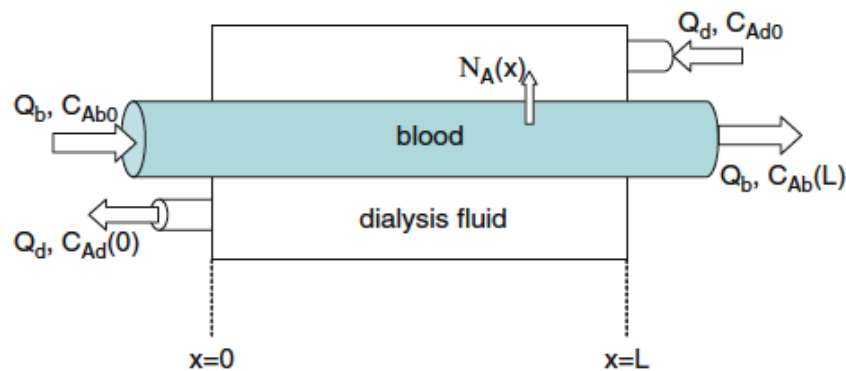 Q_d, C_Ad0
N_A(x)
Q_b, C_Ab0
blood
Q_b, C_Ab(L)
dialysis fluid
Q_d, C_Ad(0)
x=0
x=L